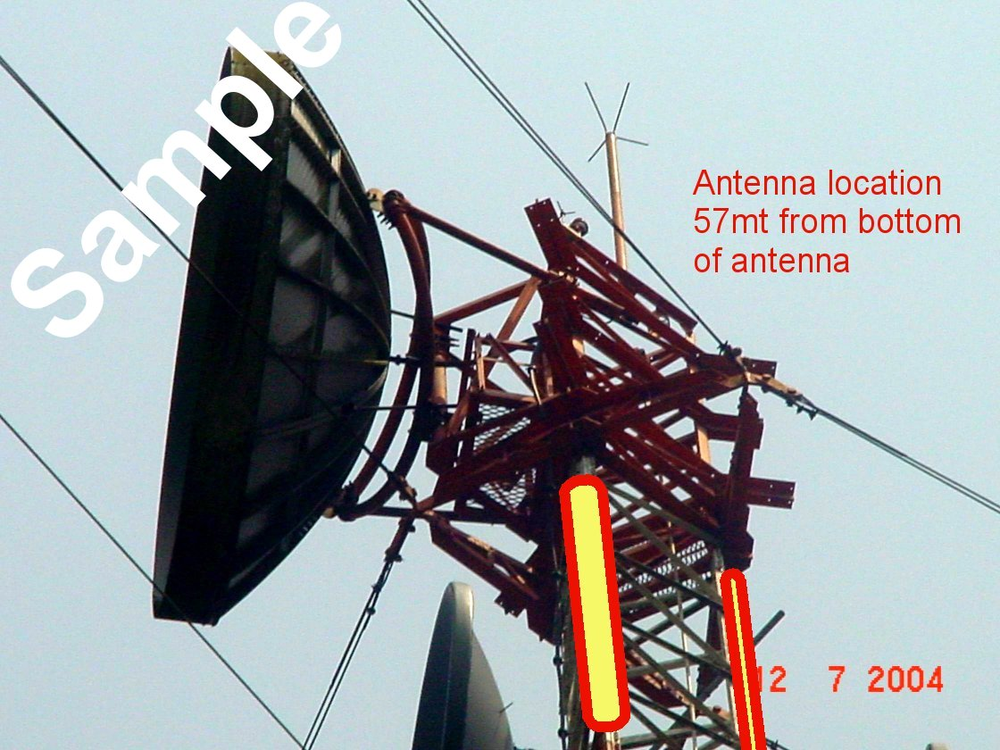 Sample
Antenna location
57mt from bottom
of antenna
12 7 2004